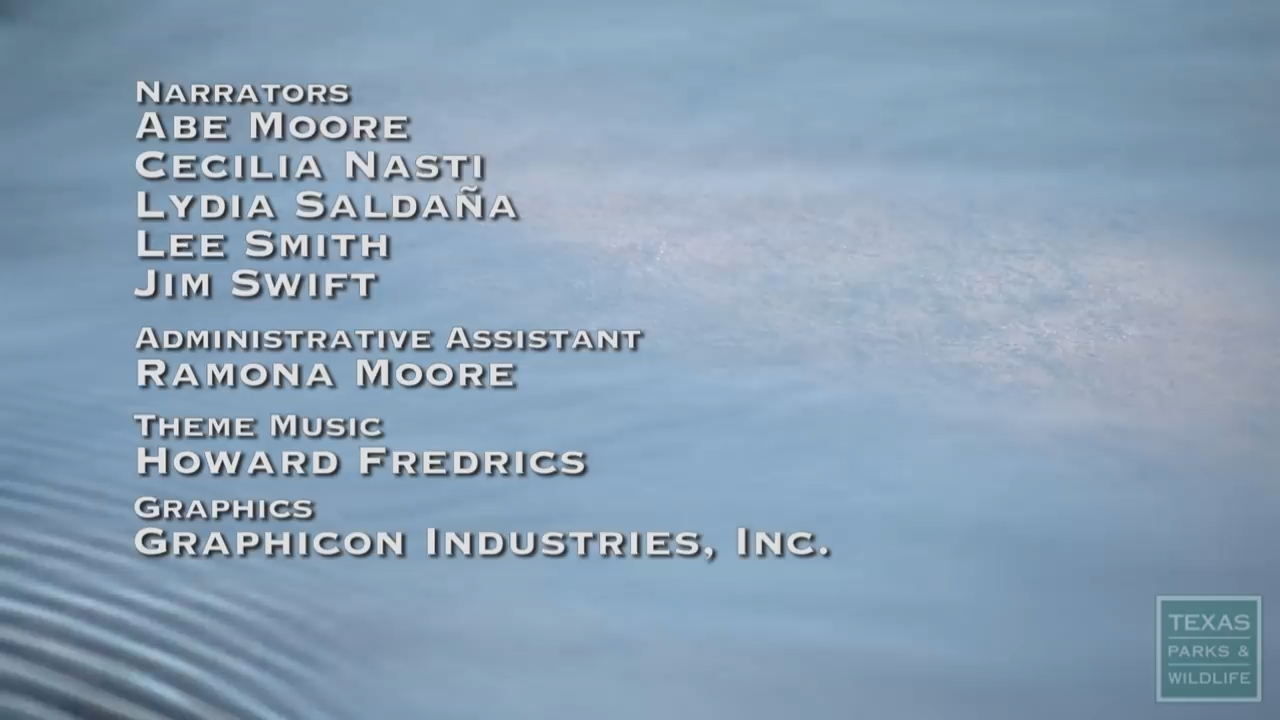 Narrators
Abe Moore
Cecilia Nasti
Lydia Saldaña
Lee Smith
Jim Swift
Administrative Assistant
Ramona Moore
Theme Music
Howard Fredrics
Graphics
Graphicon Industries, Inc.
TEXAS
PARKS &
WILDLIFE